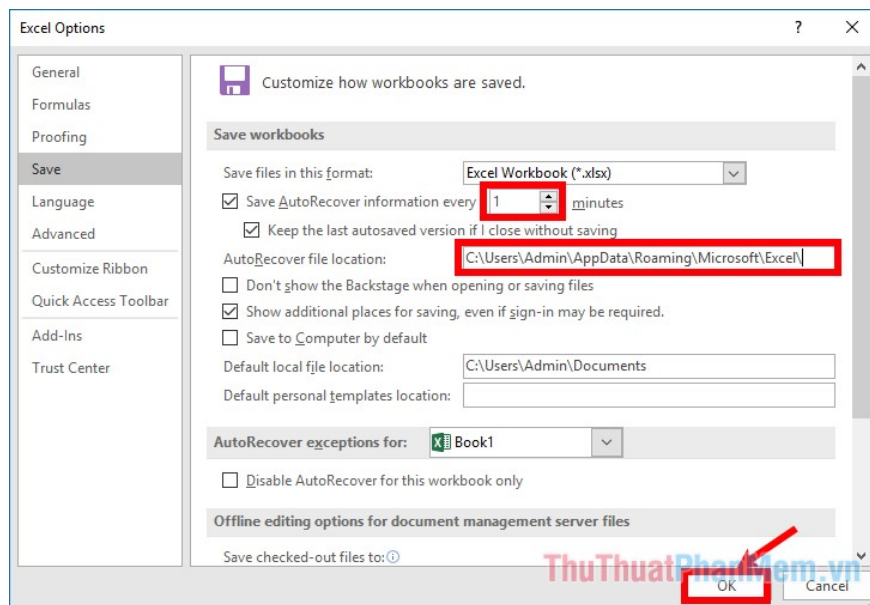 Excel Options
General
Formulas
Proofing
Save
Language
Advanced
Customize Ribbon
Quick Access Toolbar
Add-Ins
Trust Center
Customize how workbooks are saved.
Save workbooks
Save files in this format: Excel Workbook (*.xlsx)
Save AutoRecover information every 1 minutes
Keep the last autosaved version if I close without saving
AutoRecover file location: C:\Users\Admin\AppData\Roaming\Microsoft\Excel\
Don't show the Backstage when opening or saving files
Show additional places for saving, even if sign-in may be required.
Save to Computer by default
Default local file location: C:\Users\Admin\Documents
Default personal templates location:
AutoRecover exceptions for: Book1
Disable AutoRecover for this workbook only
Offline editing options for document management server files
Save checked-out files to:
ThuThuatPhanMem.vn
OK Cancel